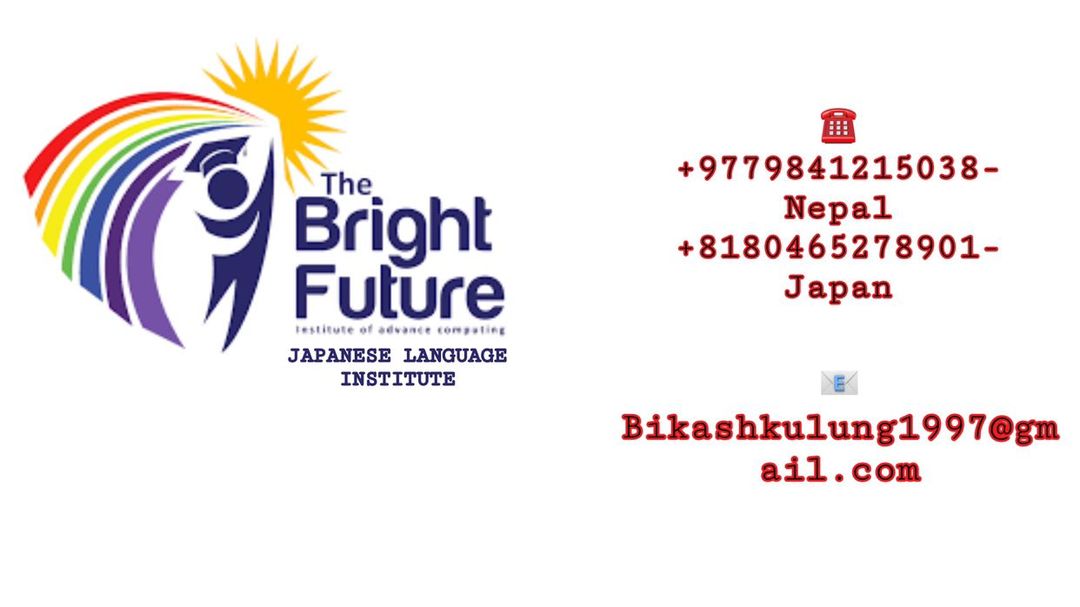 The
Bright
Future
Institute of advance computing
JAPANESE LANGUAGE
INSTITUTE
+9779841215038-
Nepal
+8180465278901-
Japan
Bikashkulung1997@gm
ail.com